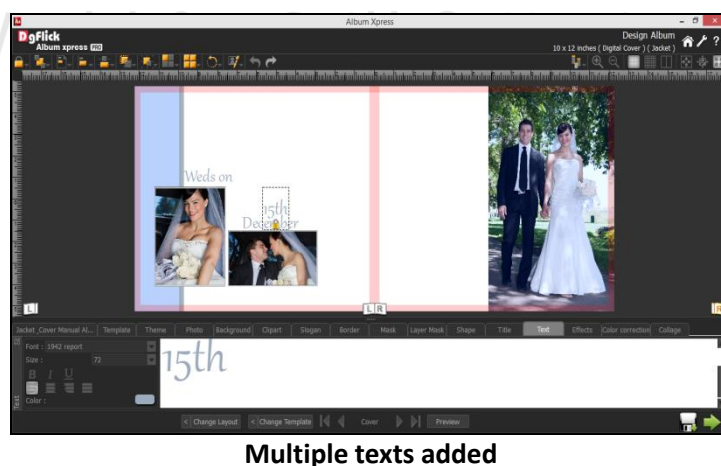 Album Xpress
DgFlick
Album xpress PRO
Design Album
10 x 12 inches ( Digital Cover ) ( Jacket )
Weds on
15th
December
L
L R
R
Jacket_Cover Manual Al...
Template
Theme
Photo
Background
Clipart
Slogan
Border
Mask
Layer Mask
Shape
Title
Text
Effects
Color correction
Collage
Font : 1942 report
Size : 72
B I U
Color :
Text
15th
< Change Layout
< Change Template
Cover
Preview
Multiple texts added